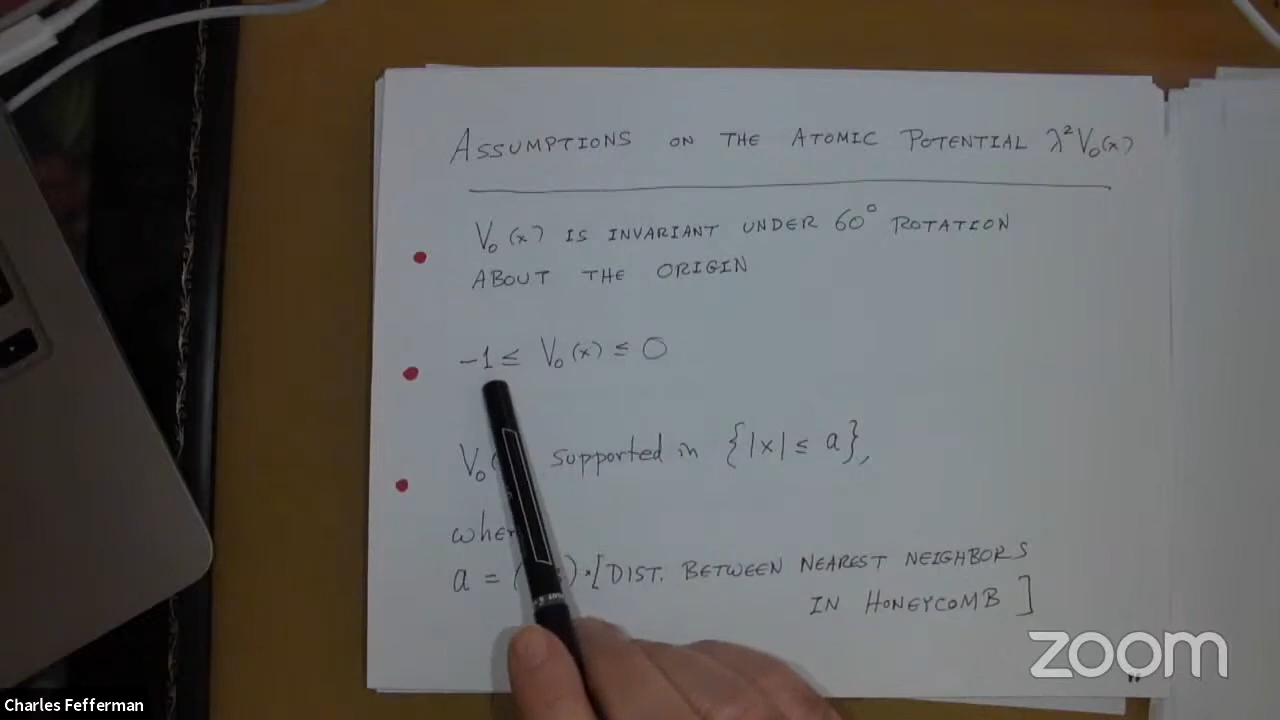 ASSUMPTIONS ON THE ATOMIC POTENTIAL λ²V₀(x)
V₀(x) IS INVARIANT UNDER 60° ROTATION
ABOUT THE ORIGIN
-1 ≤ V₀(x) ≤ 0
V₀( supported in {|x| ≤ a},
a = ( )·[DIST. BETWEEN NEAREST NEIGHBORS
IN HONEYCOMB]
zoom
Charles Fefferman